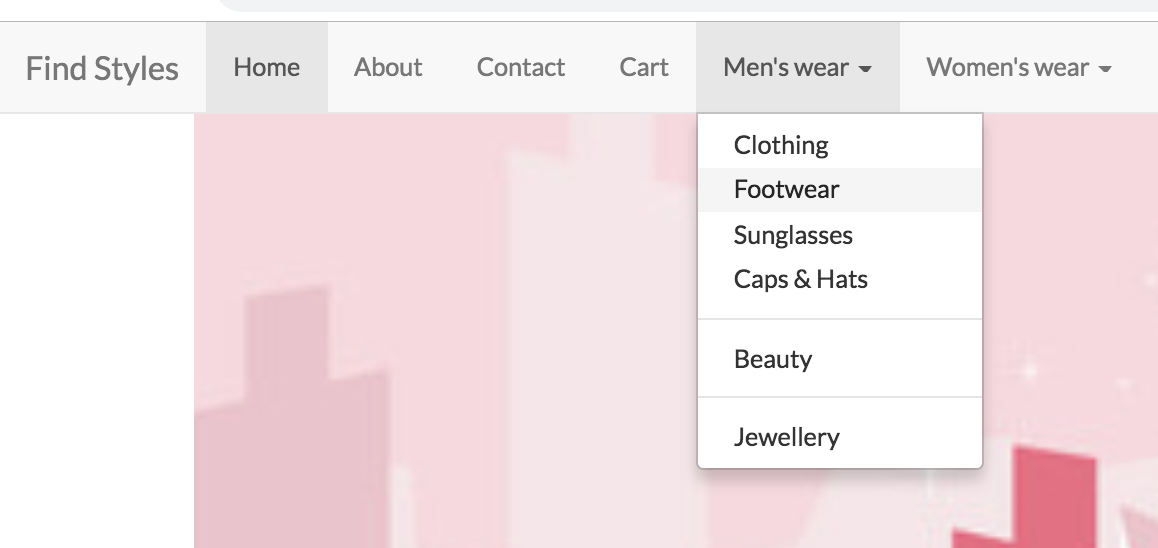 Find Styles Home About Contact Cart Men's wear Women's wear
Clothing
Footwear
Sunglasses
Caps & Hats
Beauty
Jewellery